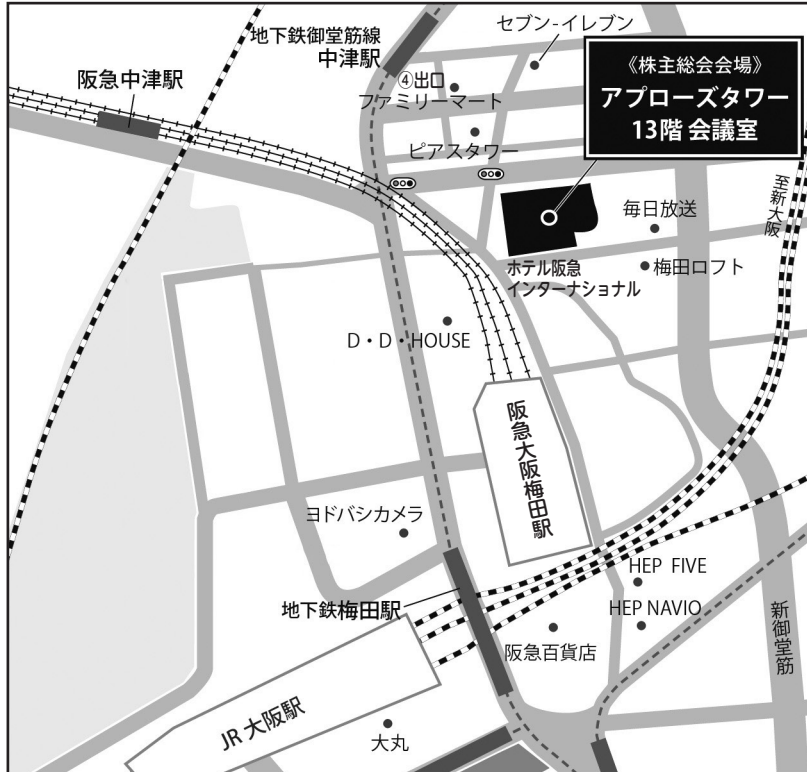 セブン-イレブン
地下鉄御堂筋線
中津駅
《株主総会会場》
アプローズタワー
13階 会議室
阪急中津駅
④出口
ファミリーマート
ピアスタワー
至新大阪
毎日放送
ホテル阪急
インターナショナル
梅田ロフト
D・D・HOUSE
阪急大阪梅田駅
ヨドバシカメラ
HEP FIVE
地下鉄梅田駅
HEP NAVIO
新御堂筋
阪急百貨店
JR 大阪駅
大丸